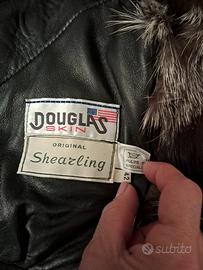 DOUGLAS
SKIN
ORIGINAL
Shearling
subito